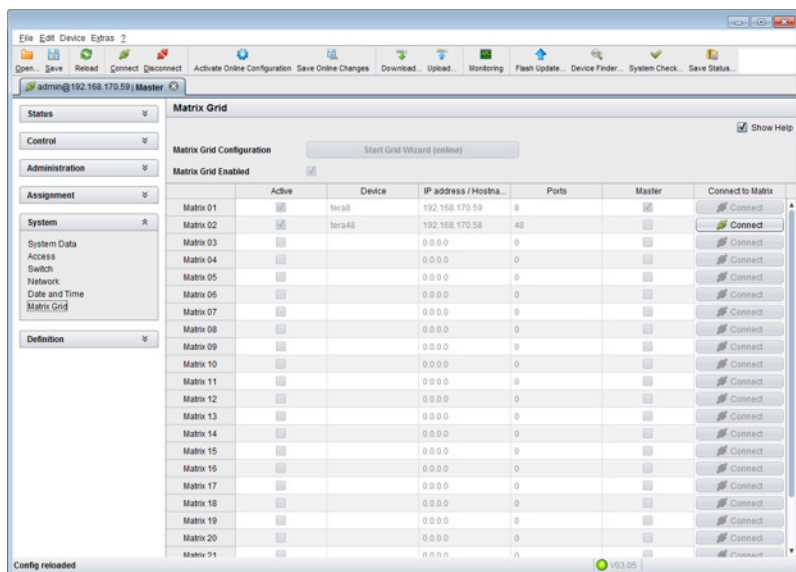 File Edit Device Extras ?
Open... Save Reload Connect Disconnect Activate Online Configuration Save Online Changes Download... Upload... Monitoring Flash Update... Device Finder... System Check... Save Status...
admin@192.168.170.59 | Master
Status
Control
Administration
Assignment
System
System Data
Access
Switch
Network
Date and Time
Matrix Grid
Definition
Matrix Grid
Show Help
Matrix Grid Configuration Start Grid Wizard (online)
Matrix Grid Enabled
Active Device IP address / Hostna... Ports Master Connect to Matrix
Matrix 01 tera8 192.168.170.59 8 Connect
Matrix 02 tera48 192.168.170.58 48 Connect
Matrix 03 0.0.0.0 0 Connect
Matrix 04 0.0.0.0 0 Connect
Matrix 05 0.0.0.0 0 Connect
Matrix 06 0.0.0.0 0 Connect
Matrix 07 0.0.0.0 0 Connect
Matrix 08 0.0.0.0 0 Connect
Matrix 09 0.0.0.0 0 Connect
Matrix 10 0.0.0.0 0 Connect
Matrix 11 0.0.0.0 0 Connect
Matrix 12 0.0.0.0 0 Connect
Matrix 13 0.0.0.0 0 Connect
Matrix 14 0.0.0.0 0 Connect
Matrix 15 0.0.0.0 0 Connect
Matrix 16 0.0.0.0 0 Connect
Matrix 17 0.0.0.0 0 Connect
Matrix 18 0.0.0.0 0 Connect
Matrix 19 0.0.0.0 0 Connect
Matrix 20 0.0.0.0 0 Connect
Matrix 21 0.0.0.0 0 Connect
Config reloaded V03.05